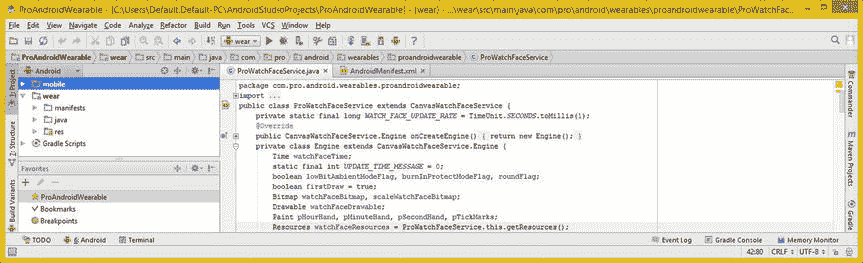 ProAndroidWearable - [C:\Users\Default.Default-PC\AndroidStudioProjects\ProAndroidWearable] - [wear] - ...\wear\src\main\java\com\pro\android\wearables\proandroidwearable\ProWatchFac...
File Edit View Navigate Code Analyze Refactor Build Run Tools VCS Window Help
wear
ProAndroidWearable wear src main java com pro android wearables proandroidwearable ProWatchFaceService
Android
ProWatchFaceService.java AndroidManifest.xml
1: Project
2: Structure
Build Variants
mobile
wear
manifests
java
res
Gradle Scripts
Favorites
ProAndroidWearable
Bookmarks
Breakpoints
package com.pro.android.wearables.proandroidwearable;
import ...
public class ProWatchFaceService extends CanvasWatchFaceService {
private static final long WATCH_FACE_UPDATE_RATE = TimeUnit.SECONDS.toMillis(1);
@Override
public CanvasWatchFaceService.Engine onCreateEngine() { return new Engine(); }
private class Engine extends CanvasWatchFaceService.Engine {
Time watchFaceTime;
static final int UPDATE_TIME_MESSAGE = 0;
boolean lowBitAmbientModeFlag, burnInProtectModeFlag, roundFlag;
boolean firstDraw = true;
Bitmap watchFaceBitmap, scaleWatchFaceBitmap;
Drawable watchFaceDrawable;
Paint pHourHand, pMinuteHand, pSecondHand, pTickMarks;
Resources watchFaceResources = ProWatchFaceService.this.getResources();
Commander
Maven Projects
Gradle
TODO 6: Android Terminal Event Log Gradle Console Memory Monitor
42:80 CRLF UTF-8